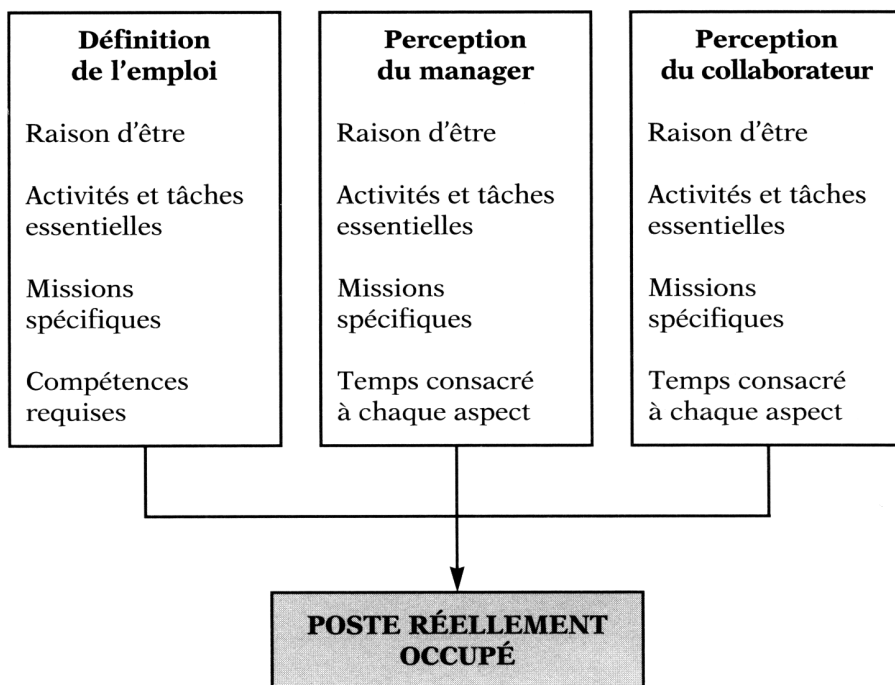 Définition
de l'emploi
Raison d'être
Activités et tâches
essentielles
Missions
spécifiques
Compétences
requises
Perception
du manager
Raison d'être
Activités et tâches
essentielles
Missions
spécifiques
Temps consacré
à chaque aspect
Perception
du collaborateur
Raison d'être
Activités et tâches
essentielles
Missions
spécifiques
Temps consacré
à chaque aspect
POSTE RÉELLEMENT
OCCUPÉ